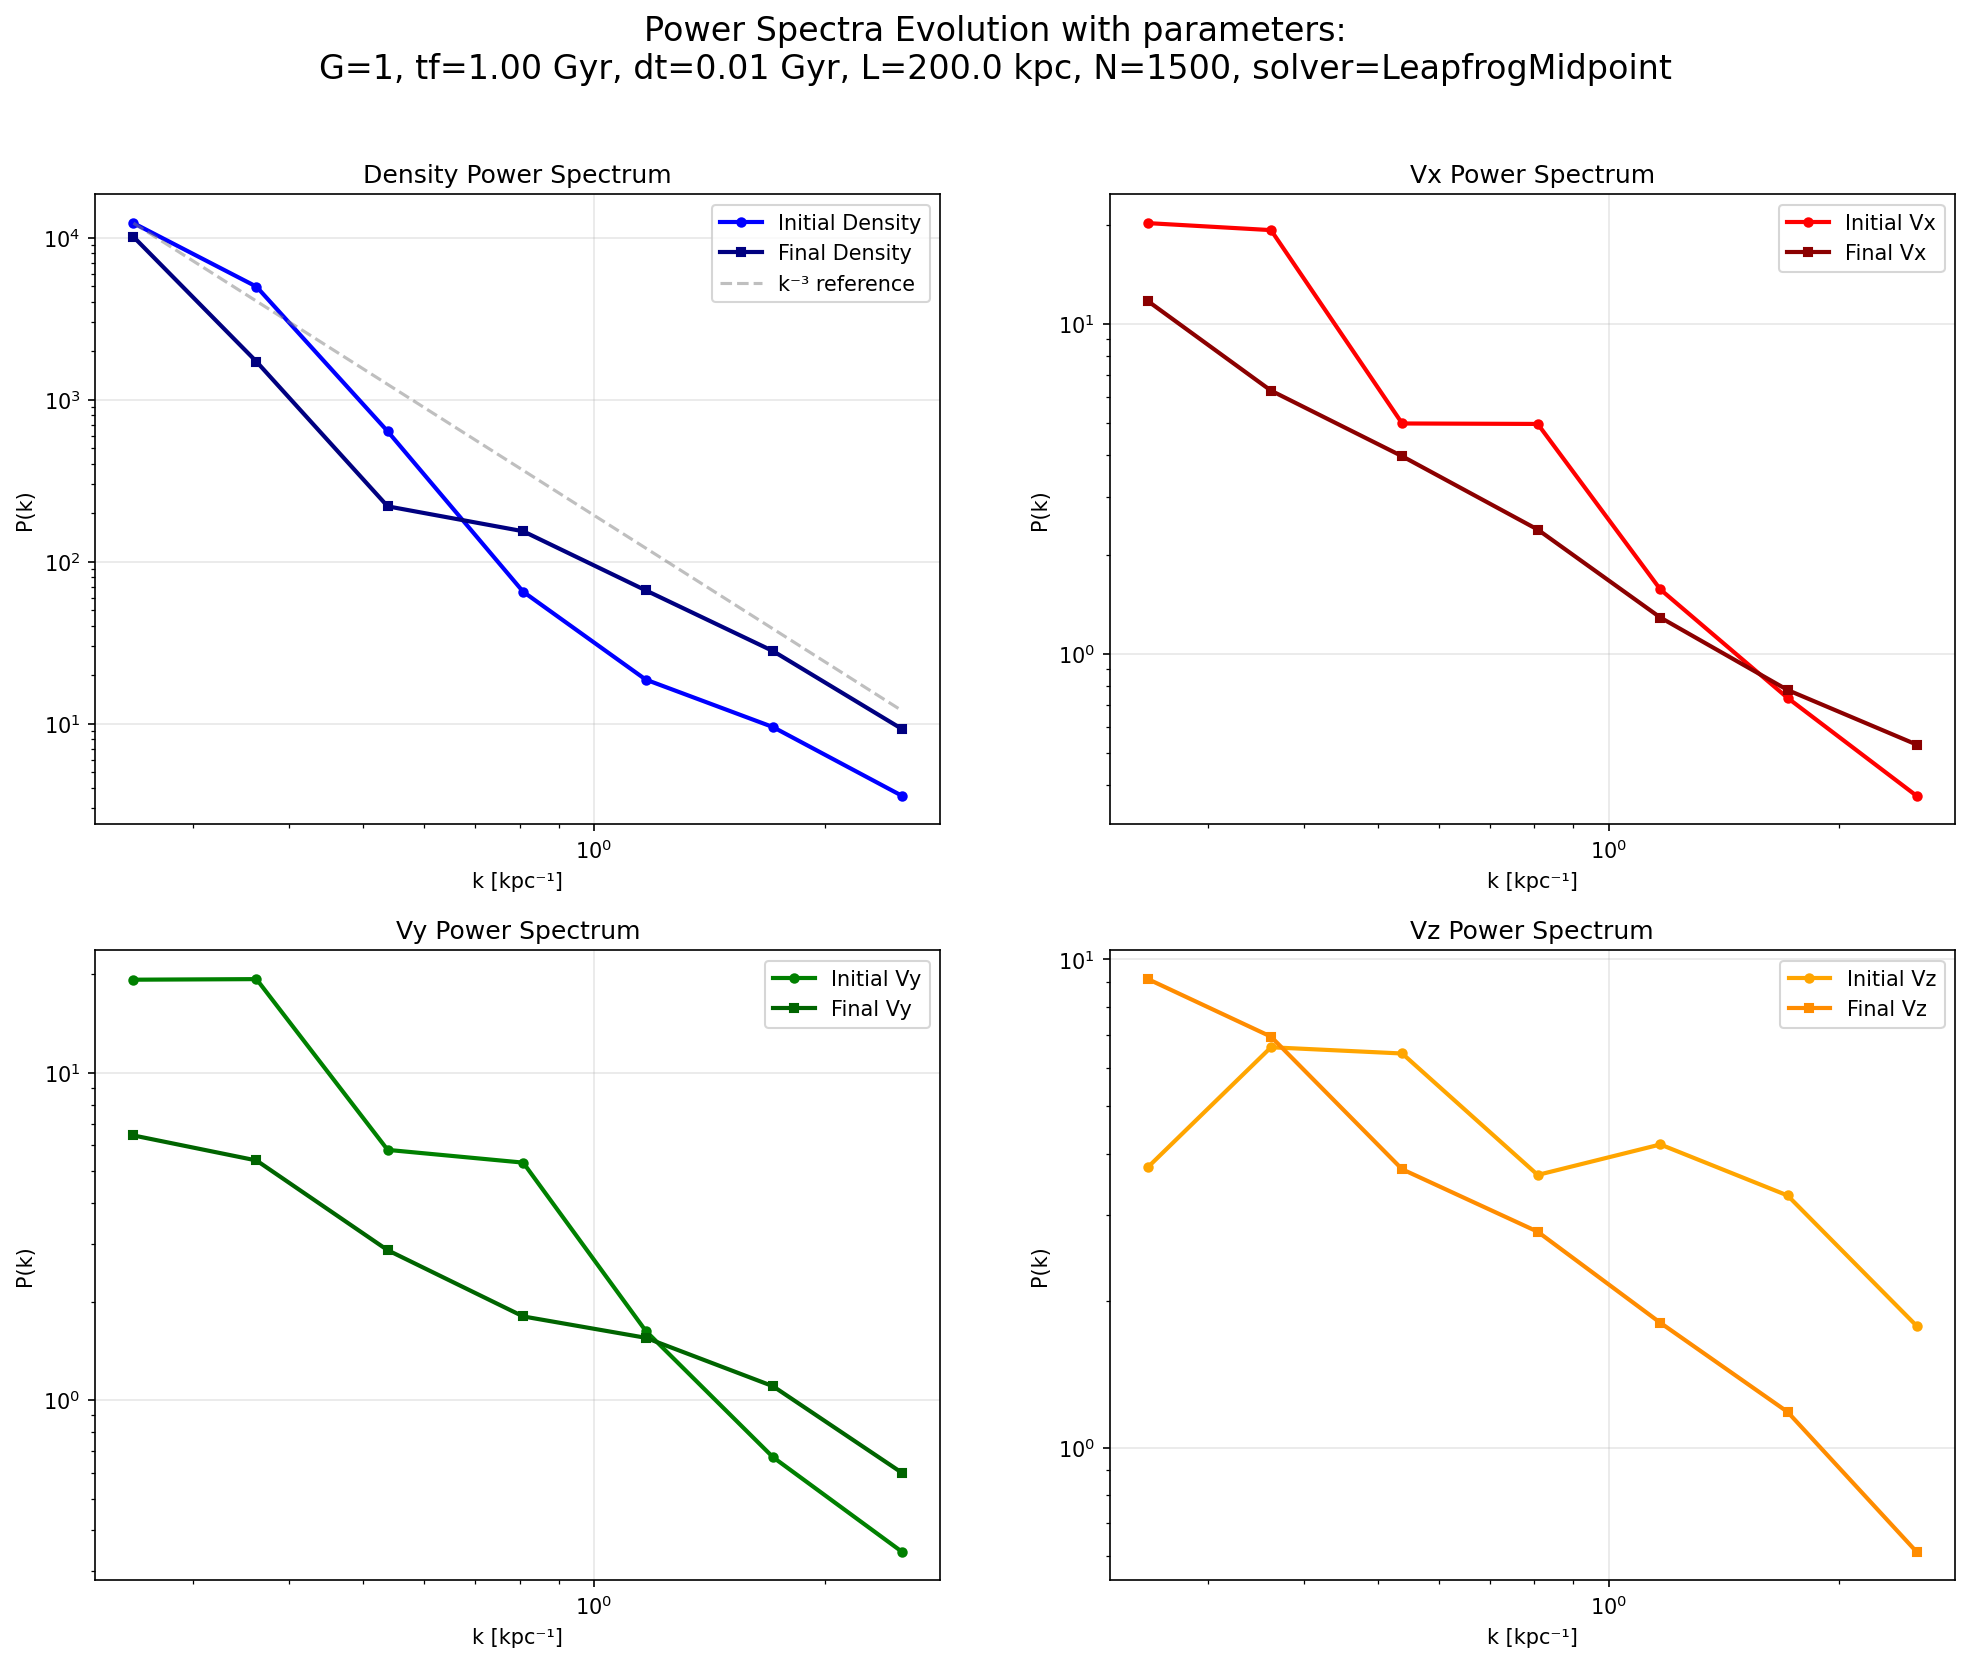 Power Spectra Evolution with parameters:
G=1, tf=1.00 Gyr, dt=0.01 Gyr, L=200.0 kpc, N=1500, solver=LeapfrogMidpoint
Density Power Spectrum
Initial Density
Final Density
k⁻³ reference
P(k)
10⁴
10³
10²
10¹
10⁰
k [kpc⁻¹]
Vx Power Spectrum
Initial Vx
Final Vx
P(k)
10¹
10⁰
10⁰
k [kpc⁻¹]
Vy Power Spectrum
Initial Vy
Final Vy
P(k)
10¹
10⁰
10⁰
k [kpc⁻¹]
Vz Power Spectrum
Initial Vz
Final Vz
P(k)
10¹
10⁰
10⁰
k [kpc⁻¹]